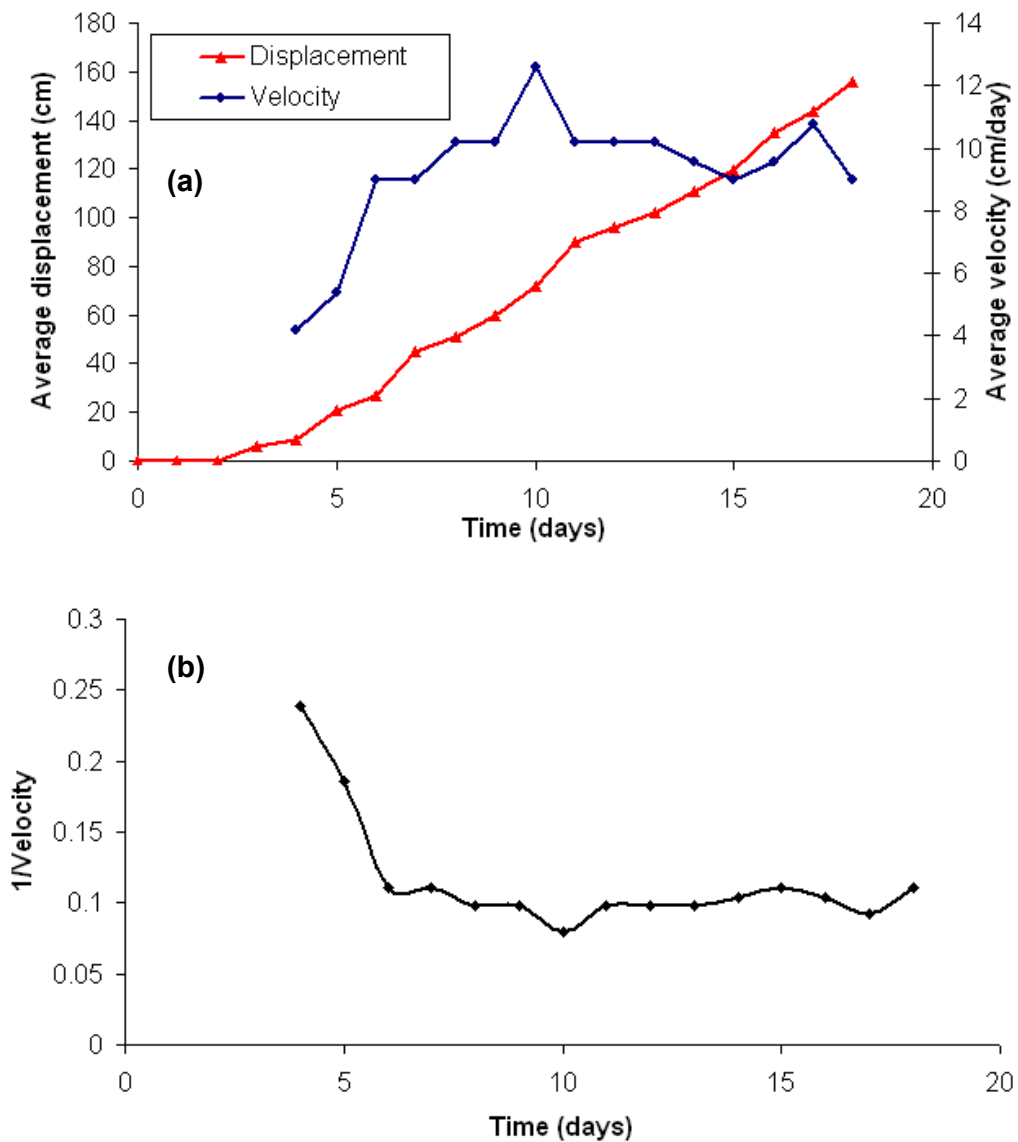 180
160
140
120
100
80
60
40
20
0
Average displacement (cm)
Displacement
Velocity
(a)
14
12
10
8
6
4
2
0
Average velocity (cm/day)
0 5 10 15 20
Time (days)
0.3
0.25
0.2
0.15
0.1
0.05
0
1/Velocity
(b)
0 5 10 15 20
Time (days)